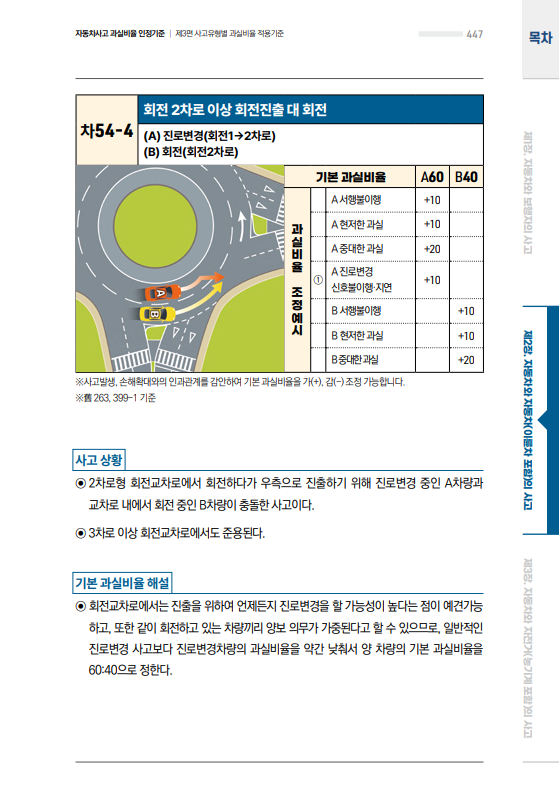 자동차사고 과실비율 인정기준 | 제3편 사고유형별 과실비율 적용기준
447
목차
차54-4
회전 2차로 이상 회전진출 대 회전
(A) 진로변경(회전1→2차로)
(B) 회전(회전2차로)
기본 과실비율 A60 B40
과실비율 조정예시
A 서행불이행 +10
A 현저한 과실 +10
A 중대한 과실 +20
① A 진로변경 신호불이행·지연 +10
B 서행불이행 +10
B 현저한 과실 +10
B 중대한 과실 +20
A
B
※사고발생, 손해확대와의 인과관계를 감안하여 기본 과실비율을 가(+), 감(-) 조정 가능합니다.
※舊 263, 399-1 기준
사고 상황
◉ 2차로형 회전교차로에서 회전하다가 우측으로 진출하기 위해 진로변경 중인 A차량과
교차로 내에서 회전 중인 B차량이 충돌한 사고이다.
◉ 3차로 이상 회전교차로에서도 준용된다.
기본 과실비율 해설
◉ 회전교차로에서는 진출을 위하여 언제든지 진로변경을 할 가능성이 높다는 점이 예견가능
하고, 또한 같이 회전하고 있는 차량끼리 양보 의무가 가중된다고 할 수 있으므로, 일반적인
진로변경 사고보다 진로변경차량의 과실비율을 약간 낮춰서 양 차량의 기본 과실비율을
60:40으로 정한다.
제1장. 자동차와 보행자의 사고
제2장. 자동차와 자동차(이륜차 포함)의 사고
제3장. 자동차와 자전거(농기계 포함)의 사고